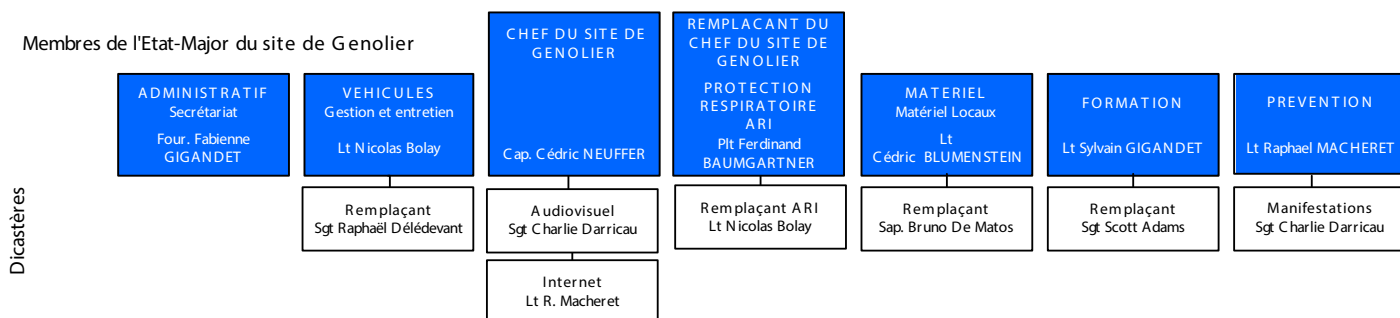 Membres de l'Etat-Major du site de Genolier
ADMINISTRATIF
Secrétariat
Four. Fabienne
GIGANDET
VEHICULES
Gestion et entretien
Lt Nicolas Bolay
CHEF DU SITE DE
GENOLIER
Cap. Cédric NEUFFER
REMPLACANT DU
CHEF DU SITE DE
GENOLIER
PROTECTION
RESPIRATOIRE
ARI
Plt Ferdinand
BAUMGARTNER
MATERIEL
Matériel Locaux
Lt
Cédric BLUMENSTEIN
FORMATION
Lt Sylvain GIGANDET
PREVENTION
Lt Raphael MACHERET
Dicastères
Remplaçant
Sgt Raphaël Délédevant
Audiovisuel
Sgt Charlie Darricau
Remplaçant ARI
Lt Nicolas Bolay
Remplaçant
Sap. Bruno De Matos
Remplaçant
Sgt Scott Adams
Manifestations
Sgt Charlie Darricau
Internet
Lt R. Macheret